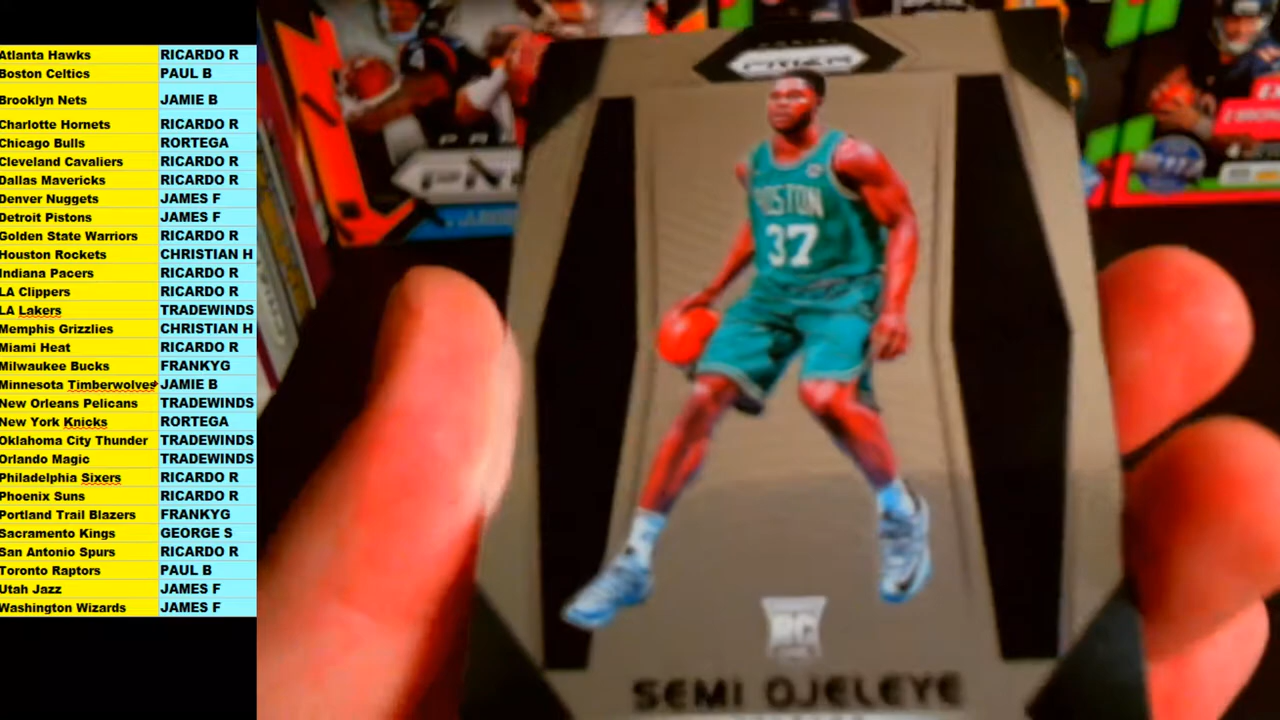 Atlanta Hawks RICARDO R
Boston Celtics PAUL B
Brooklyn Nets JAMIE B
Charlotte Hornets RICARDO R
Chicago Bulls RORTEGA
Cleveland Cavaliers RICARDO R
Dallas Mavericks RICARDO R
Denver Nuggets JAMES F
Detroit Pistons JAMES F
Golden State Warriors RICARDO R
Houston Rockets CHRISTIAN H
Indiana Pacers RICARDO R
LA Clippers RICARDO R
LA Lakers TRADEWINDS
Memphis Grizzlies CHRISTIAN H
Miami Heat RICARDO R
Milwaukee Bucks FRANKYG
Minnesota Timberwolves JAMIE B
New Orleans Pelicans TRADEWINDS
New York Knicks RORTEGA
Oklahoma City Thunder TRADEWINDS
Orlando Magic TRADEWINDS
Philadelphia Sixers RICARDO R
Phoenix Suns RICARDO R
Portland Trail Blazers FRANKYG
Sacramento Kings GEORGE S
San Antonio Spurs RICARDO R
Toronto Raptors PAUL B
Utah Jazz JAMES F
Washington Wizards JAMES F
PRIZM
BOSTON
37
RC
SEMI OJELEYE